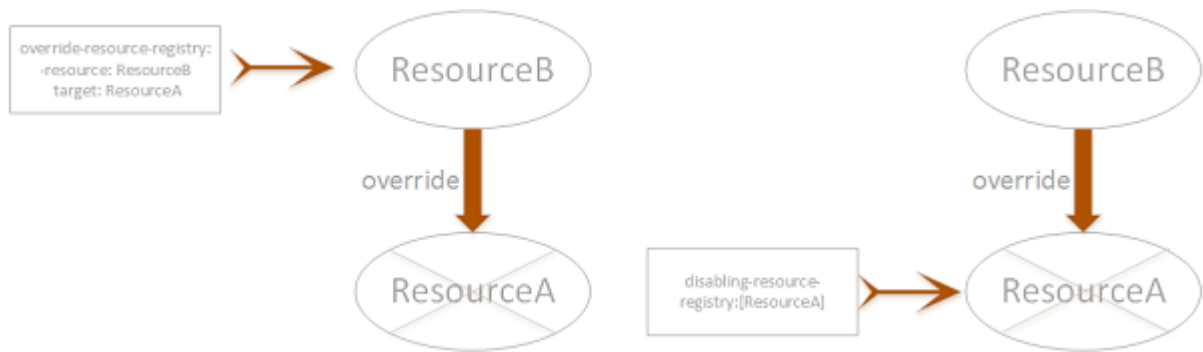 override-resource-registry:
-resource: ResourceB
target: ResourceA
ResourceB
override
ResourceA
ResourceB
override
disabling-resource-
registry:[ResourceA]
ResourceA